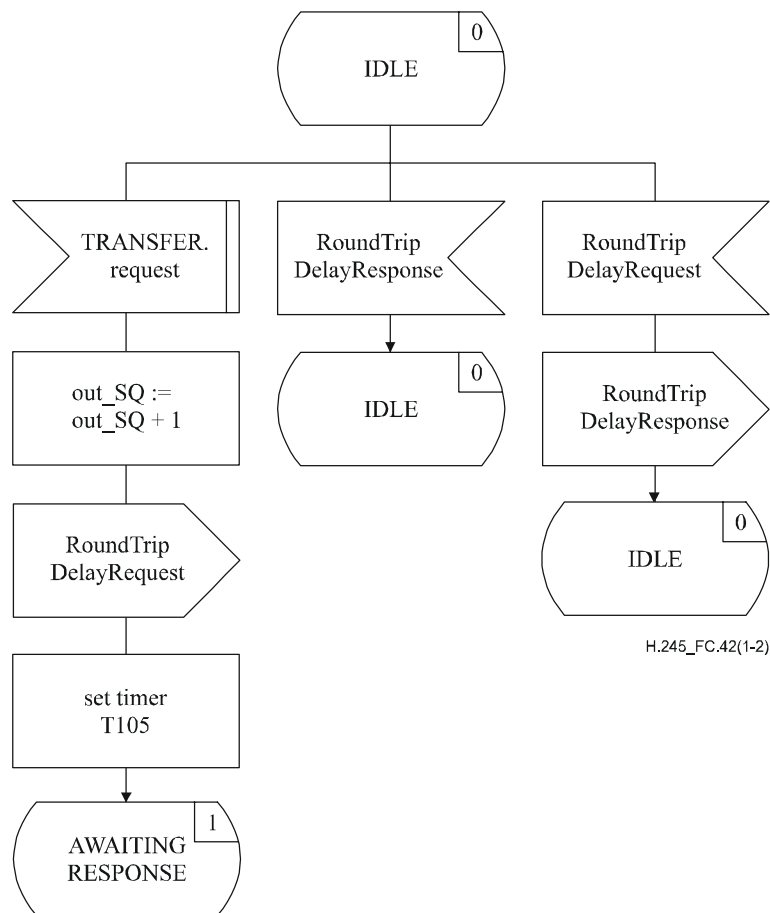 0
IDLE
TRANSFER.
request
RoundTrip
DelayResponse
RoundTrip
DelayRequest
out_SQ :=
out_SQ + 1
0
IDLE
RoundTrip
DelayResponse
RoundTrip
DelayRequest
0
IDLE
H.245_FC.42(1-2)
set timer
T105
1
AWAITING
RESPONSE